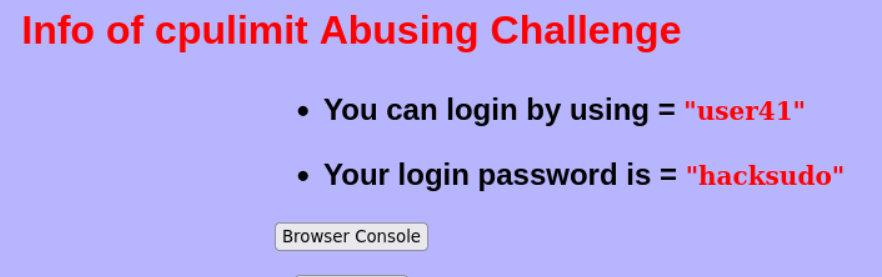 Info of cpulimit Abusing Challenge
• You can login by using = "user41"
• Your login password is = "hacksudo"
Browser Console